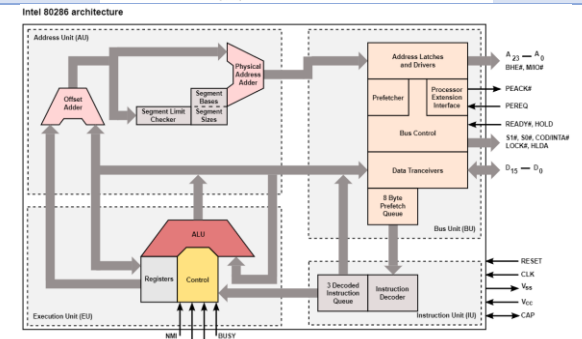 Intel 80286 architecture
Address Unit (AU)
Physical
Address
Adder
Offset
Adder
Segment
Bases
Segment Limit
Checker
Segment
Sizes
Address Latches
and Drivers
Prefetcher
Processor
Extension
Interface
Bus Control
Data Tranceivers
8 Byte
Prefetch
Queue
Bus Unit (BU)
A23 — A0
BHE#, M/IO#
PEACK#
PEREQ
READY#, HOLD
S1#, S0#, COD/INTA#
LOCK#, HLDA
D15 — D0
ALU
Registers
Control
Execution Unit (EU)
NMI
BUSY
3 Decoded
Instruction
Queue
Instruction
Decoder
Instruction Unit (IU)
RESET
CLK
Vss
Vcc
CAP